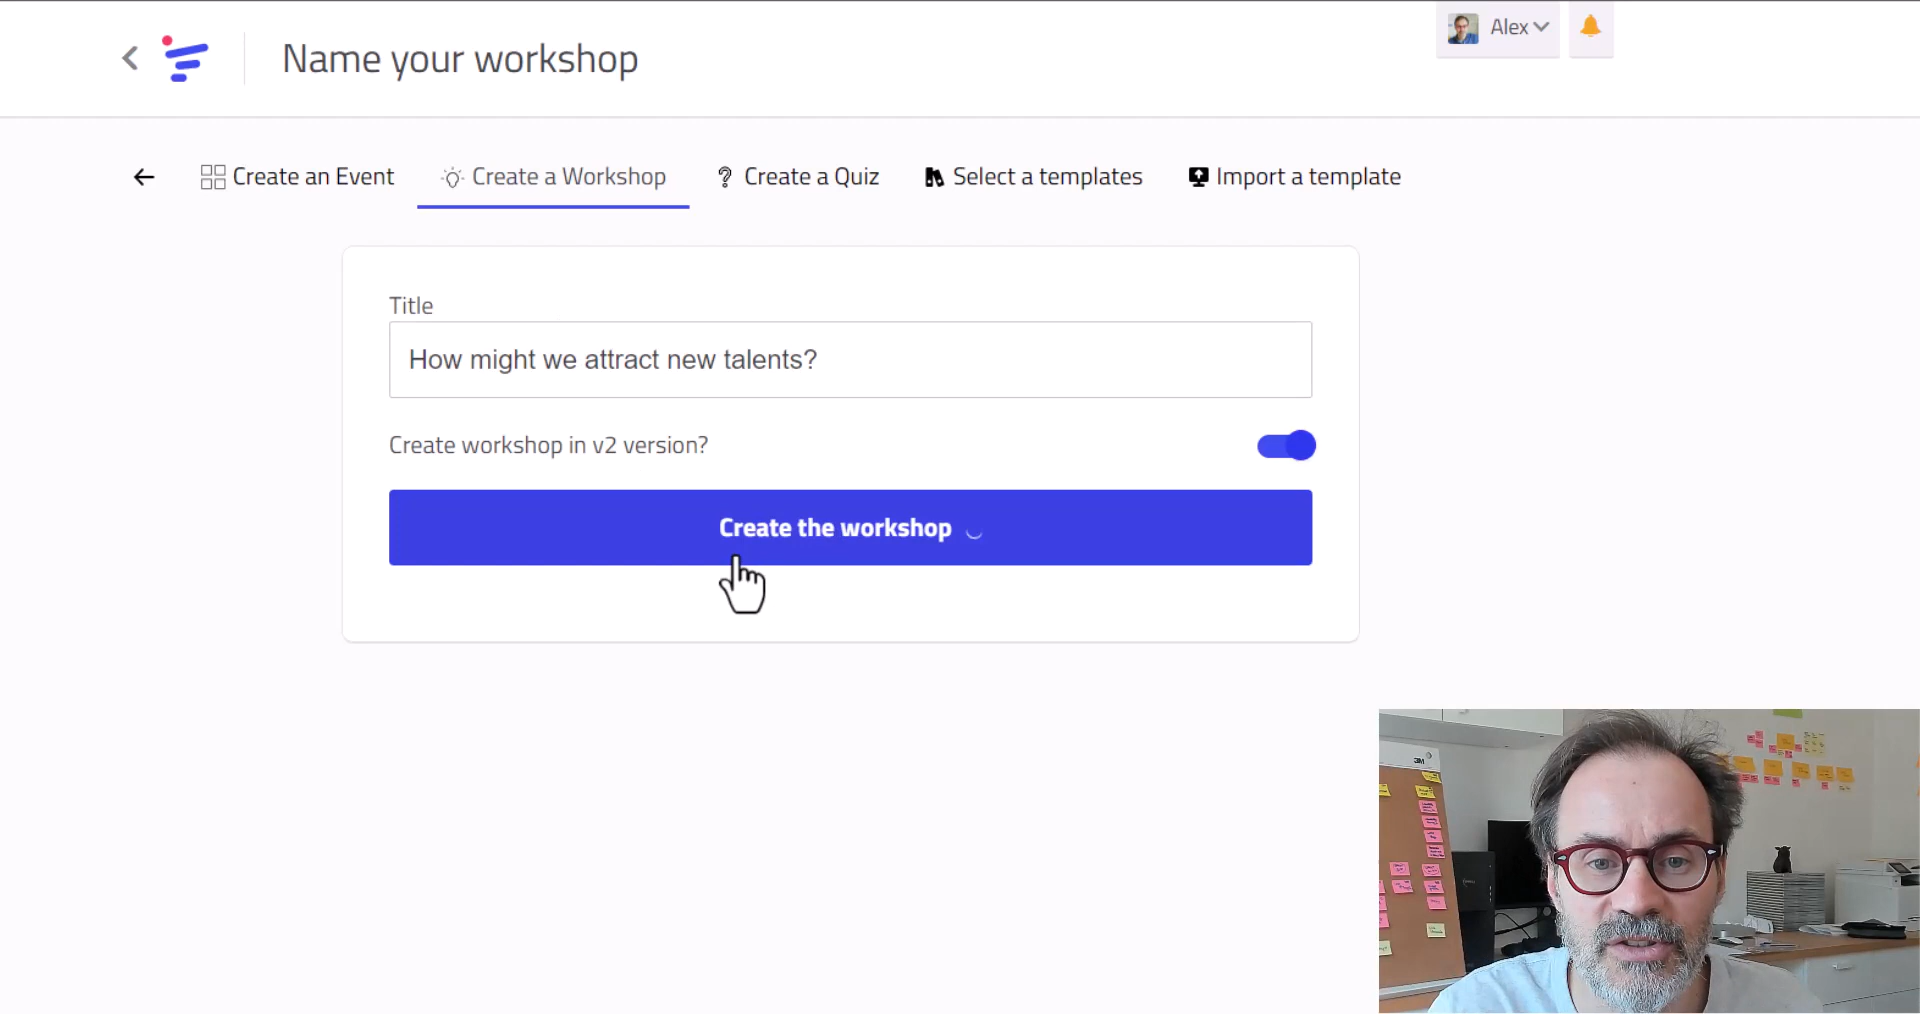 Name your workshop
Alex
Create an Event
Create a Workshop
Create a Quiz
Select a templates
Import a template
Title
How might we attract new talents?
Create workshop in v2 version?
Create the workshop
3M